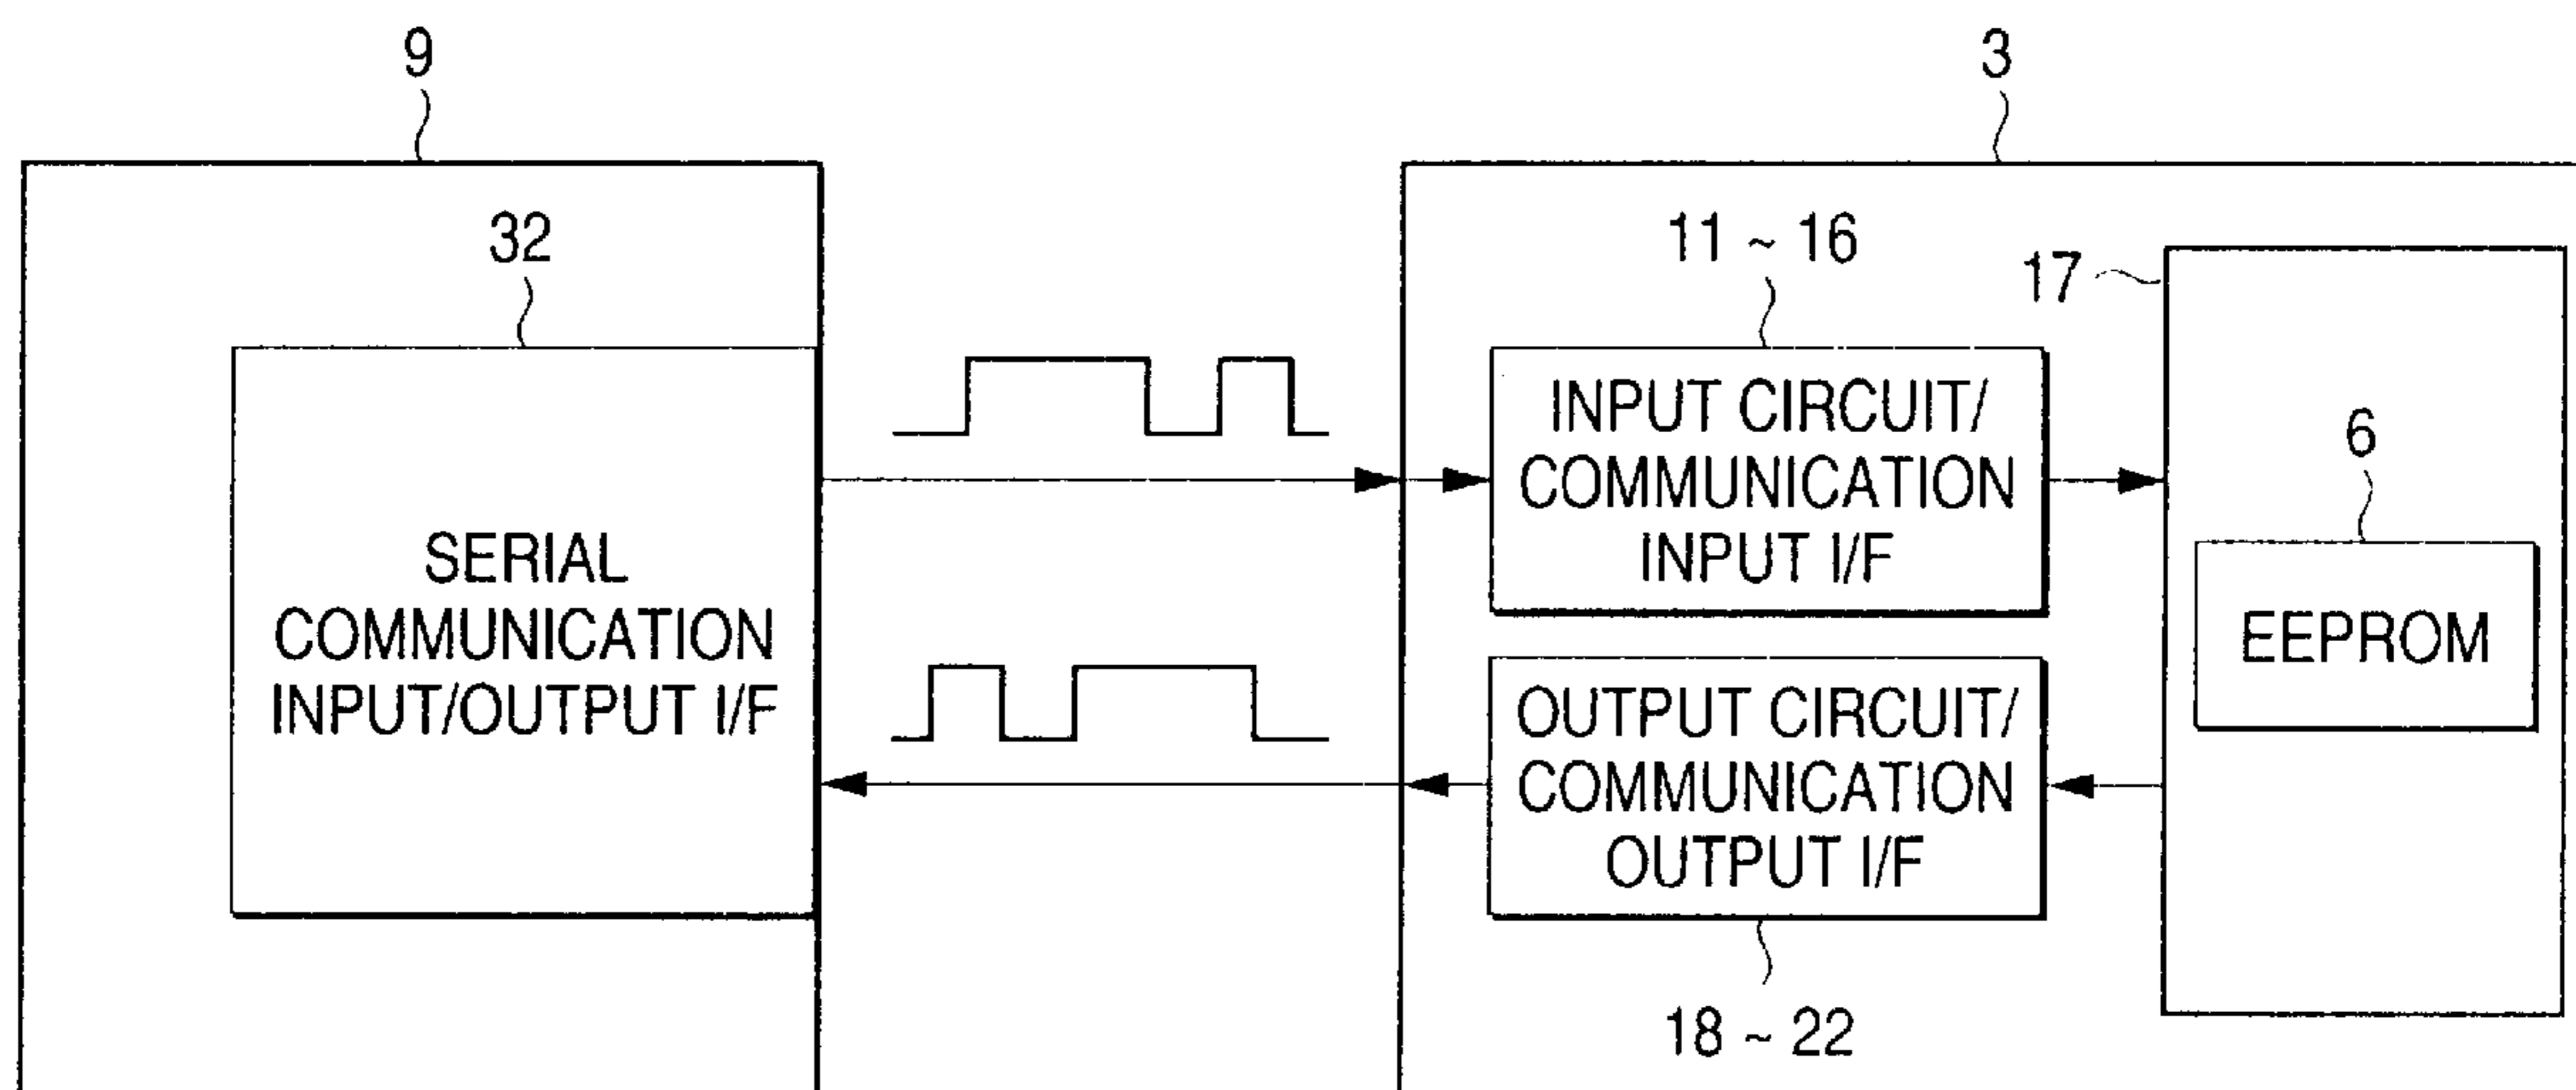 9
3
32
11 ~ 16
17
SERIAL
COMMUNICATION
INPUT/OUTPUT I/F
INPUT CIRCUIT/
COMMUNICATION
INPUT I/F
6
EEPROM
OUTPUT CIRCUIT/
COMMUNICATION
OUTPUT I/F
18 ~ 22